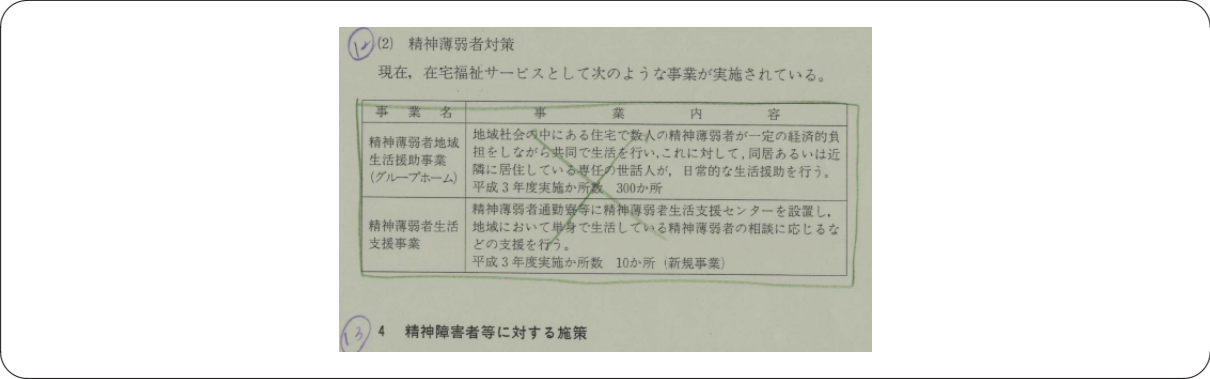 12 (2) 精神薄弱者対策
現在，在宅福祉サービスとして次のような事業が実施されている。
事業名 事業内容
精神薄弱者地域
生活援助事業
(グループホーム)
地域社会の中にある住宅で数人の精神薄弱者が一定の経済的負
担をしながら共同で生活を行い，これに対して，同居あるいは近
隣に居住している専任の世話人が，日常的な生活援助を行う。
平成3年度実施か所数 300か所
精神薄弱者生活
支援事業
精神薄弱者通勤寮等に精神薄弱者生活支援センターを設置し，
地域において単身で生活している精神薄弱者の相談に応じるな
どの支援を行う。
平成3年度実施か所数 10か所（新規事業）
13 4 精神障害者等に対する施策